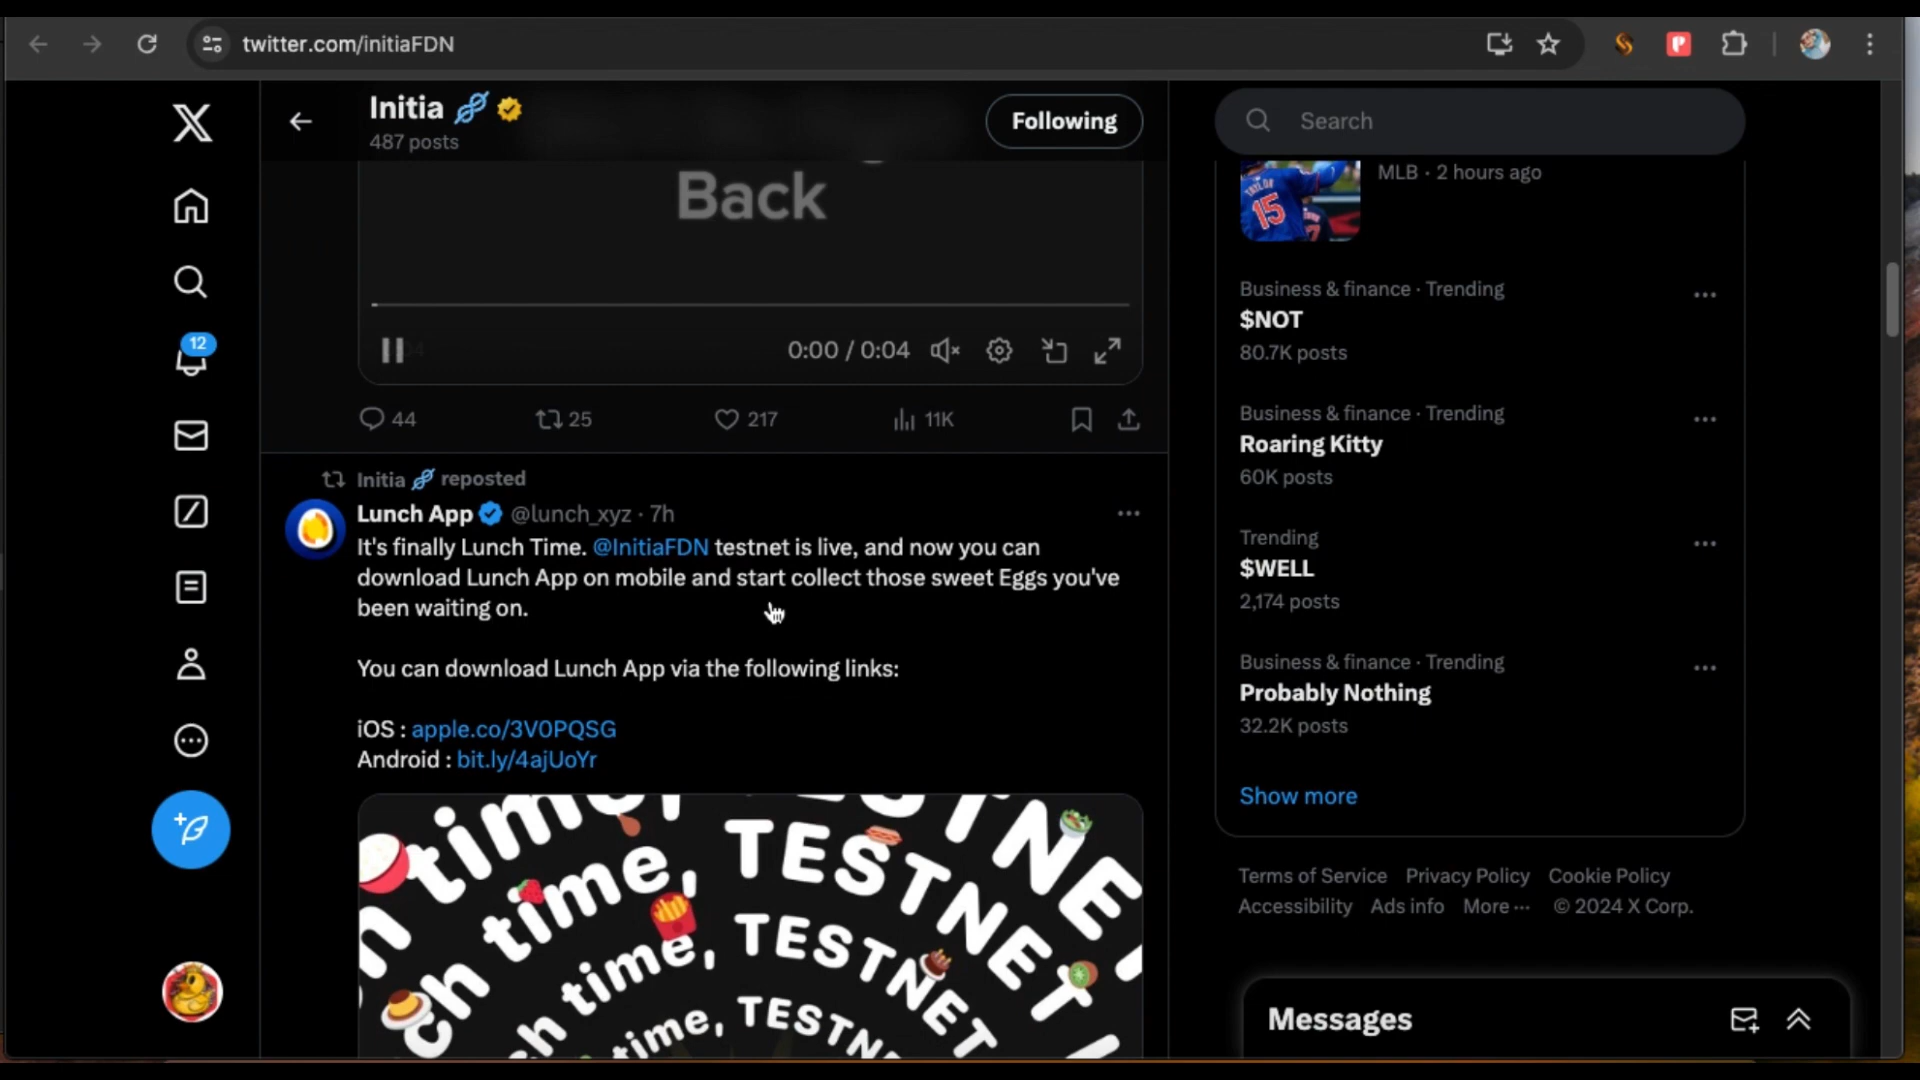 twitter.com/initiaFDN
Initia
487 posts
Following
Back
0:00 / 0:04
44
25
217
11K
Initia reposted
Lunch App @lunch_xyz · 7h
It's finally Lunch Time. @InitiaFDN testnet is live, and now you can
download Lunch App on mobile and start collect those sweet Eggs you've
been waiting on.
You can download Lunch App via the following links:
iOS : apple.co/3V0PQSG
Android : bit.ly/4ajUoYr
time, TESTNE
ch time, TESTNET
ch time, TESTNET
time, TESTN
12
Search
TAYLOR
15
MLB · 2 hours ago
Business & finance · Trending
$NOT
80.7K posts
Business & finance · Trending
Roaring Kitty
60K posts
Trending
$WELL
2,174 posts
Business & finance · Trending
Probably Nothing
32.2K posts
Show more
Terms of Service Privacy Policy Cookie Policy
Accessibility Ads info More ··· © 2024 X Corp.
Messages